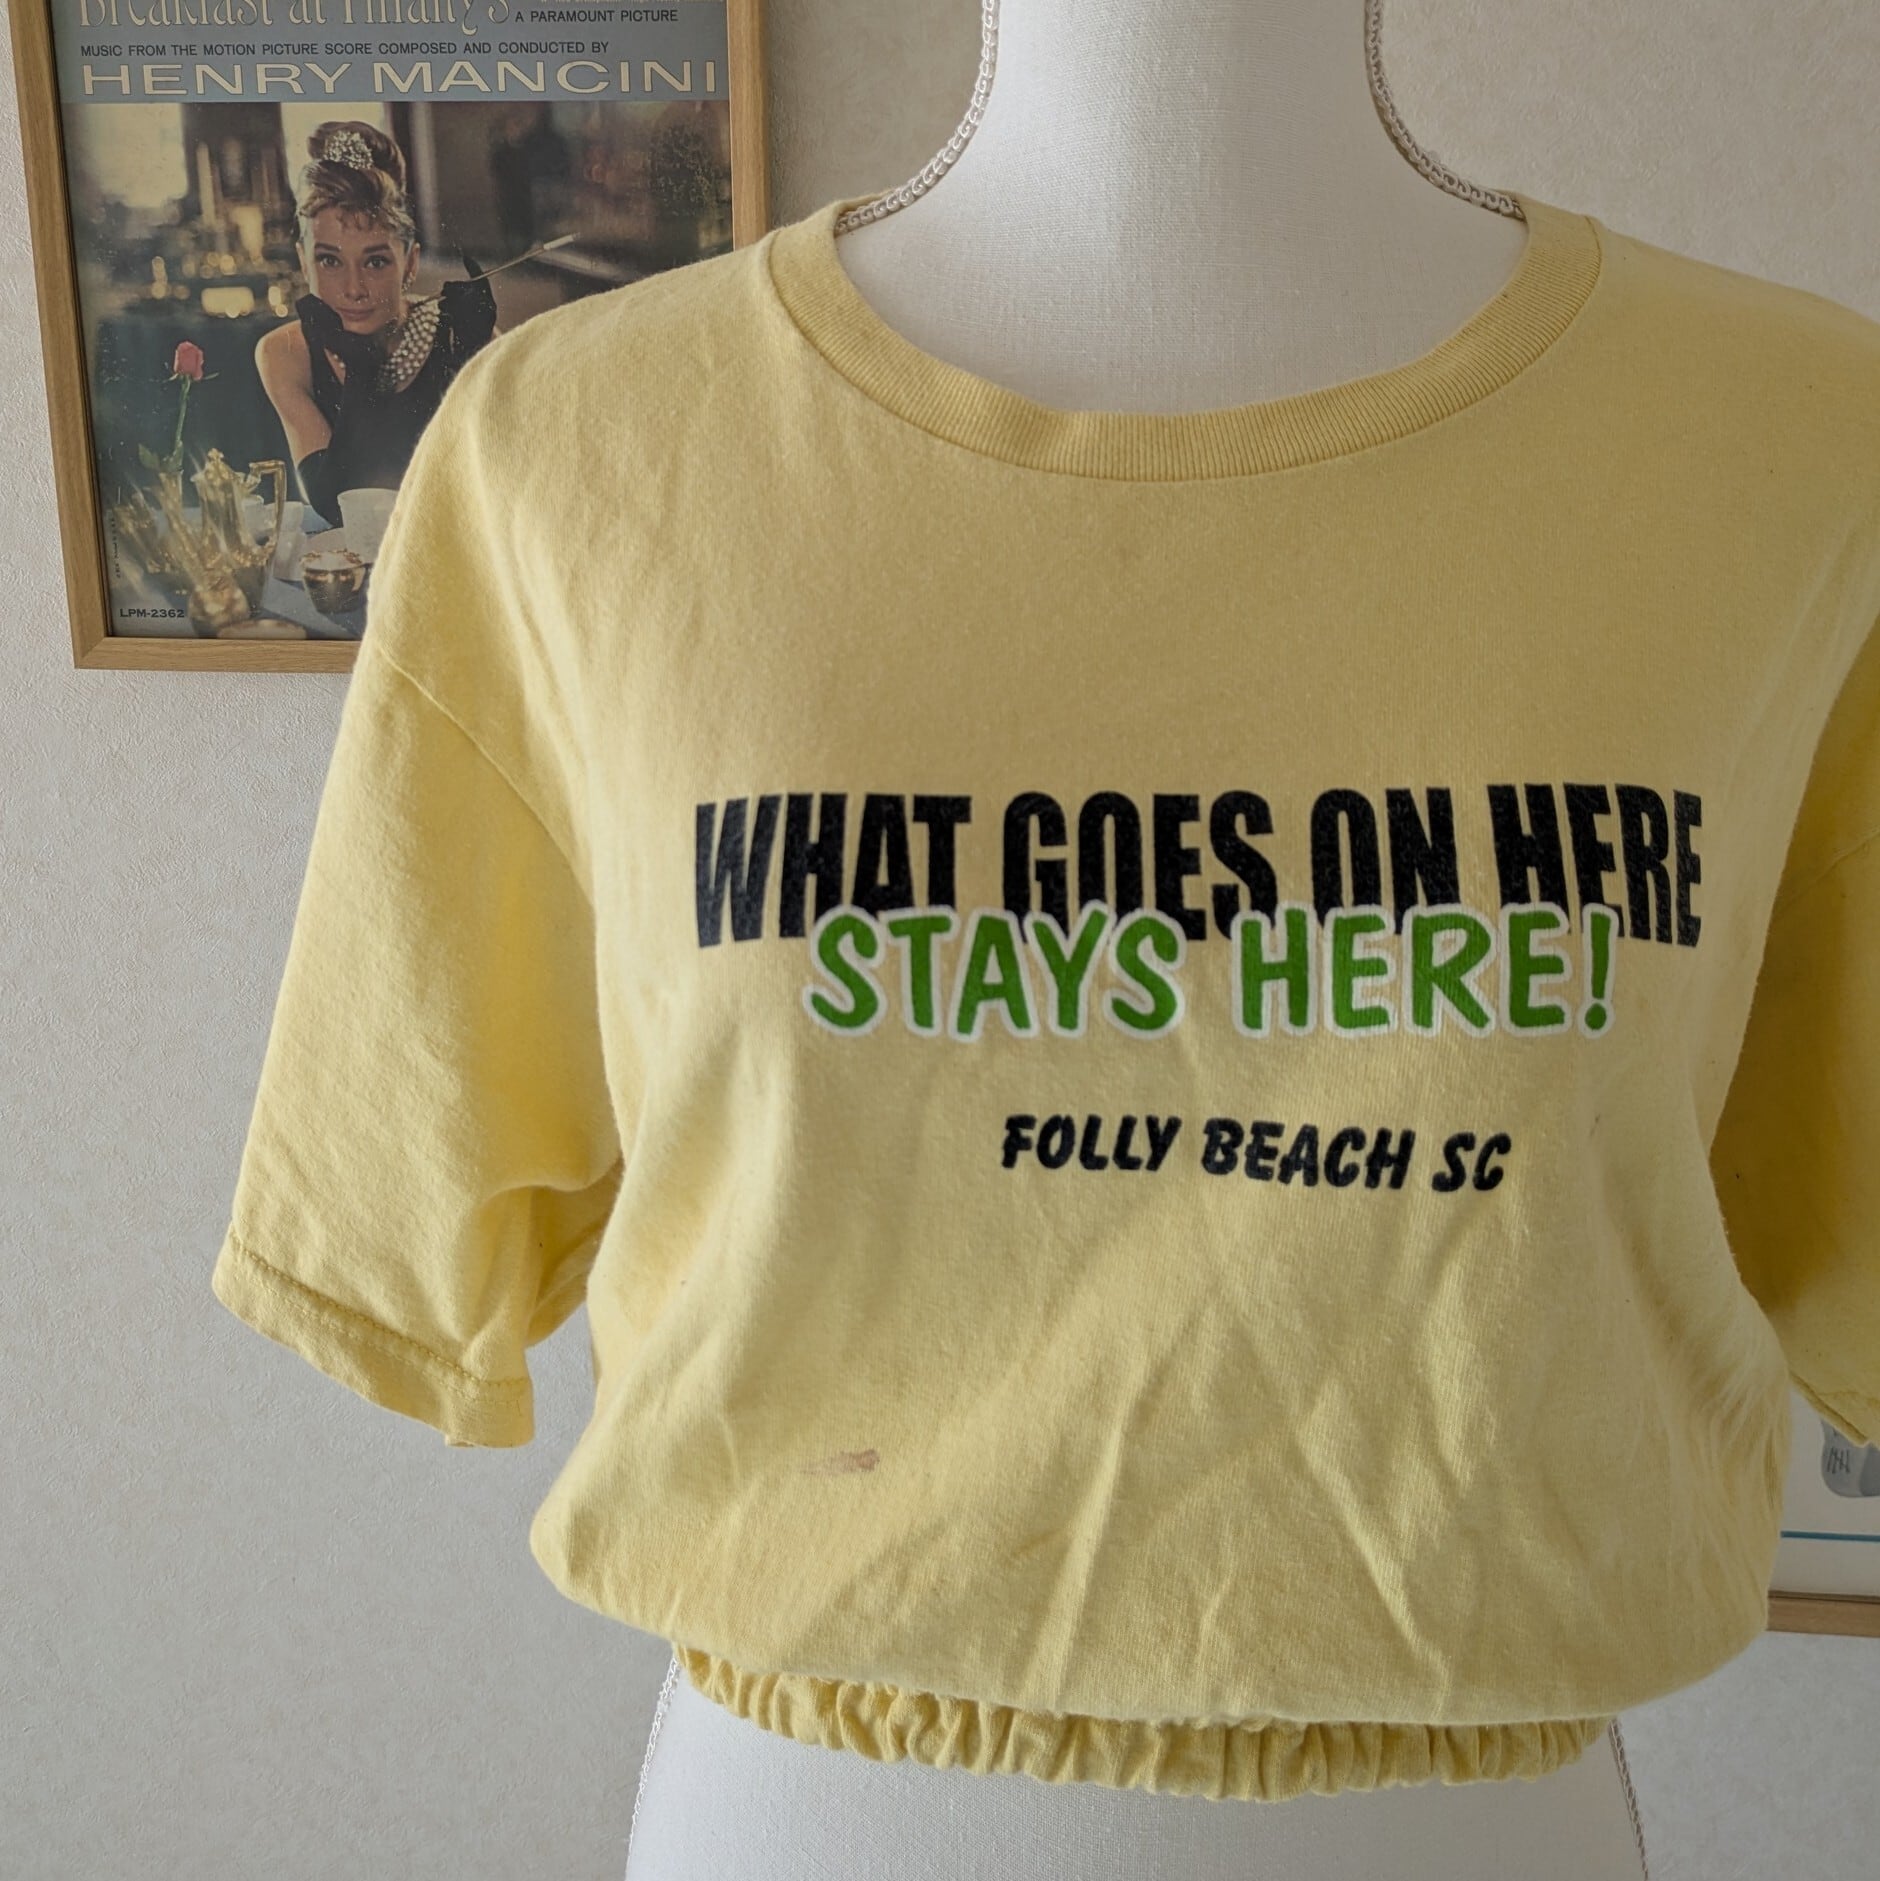 Breakfast at Tiffany's A PARAMOUNT PICTURE
MUSIC FROM THE MOTION PICTURE SCORE COMPOSED AND CONDUCTED BY
HENRY MANCINI
LPM-2362
WHAT GOES ON HERE
STAYS HERE!
FOLLY BEACH SC